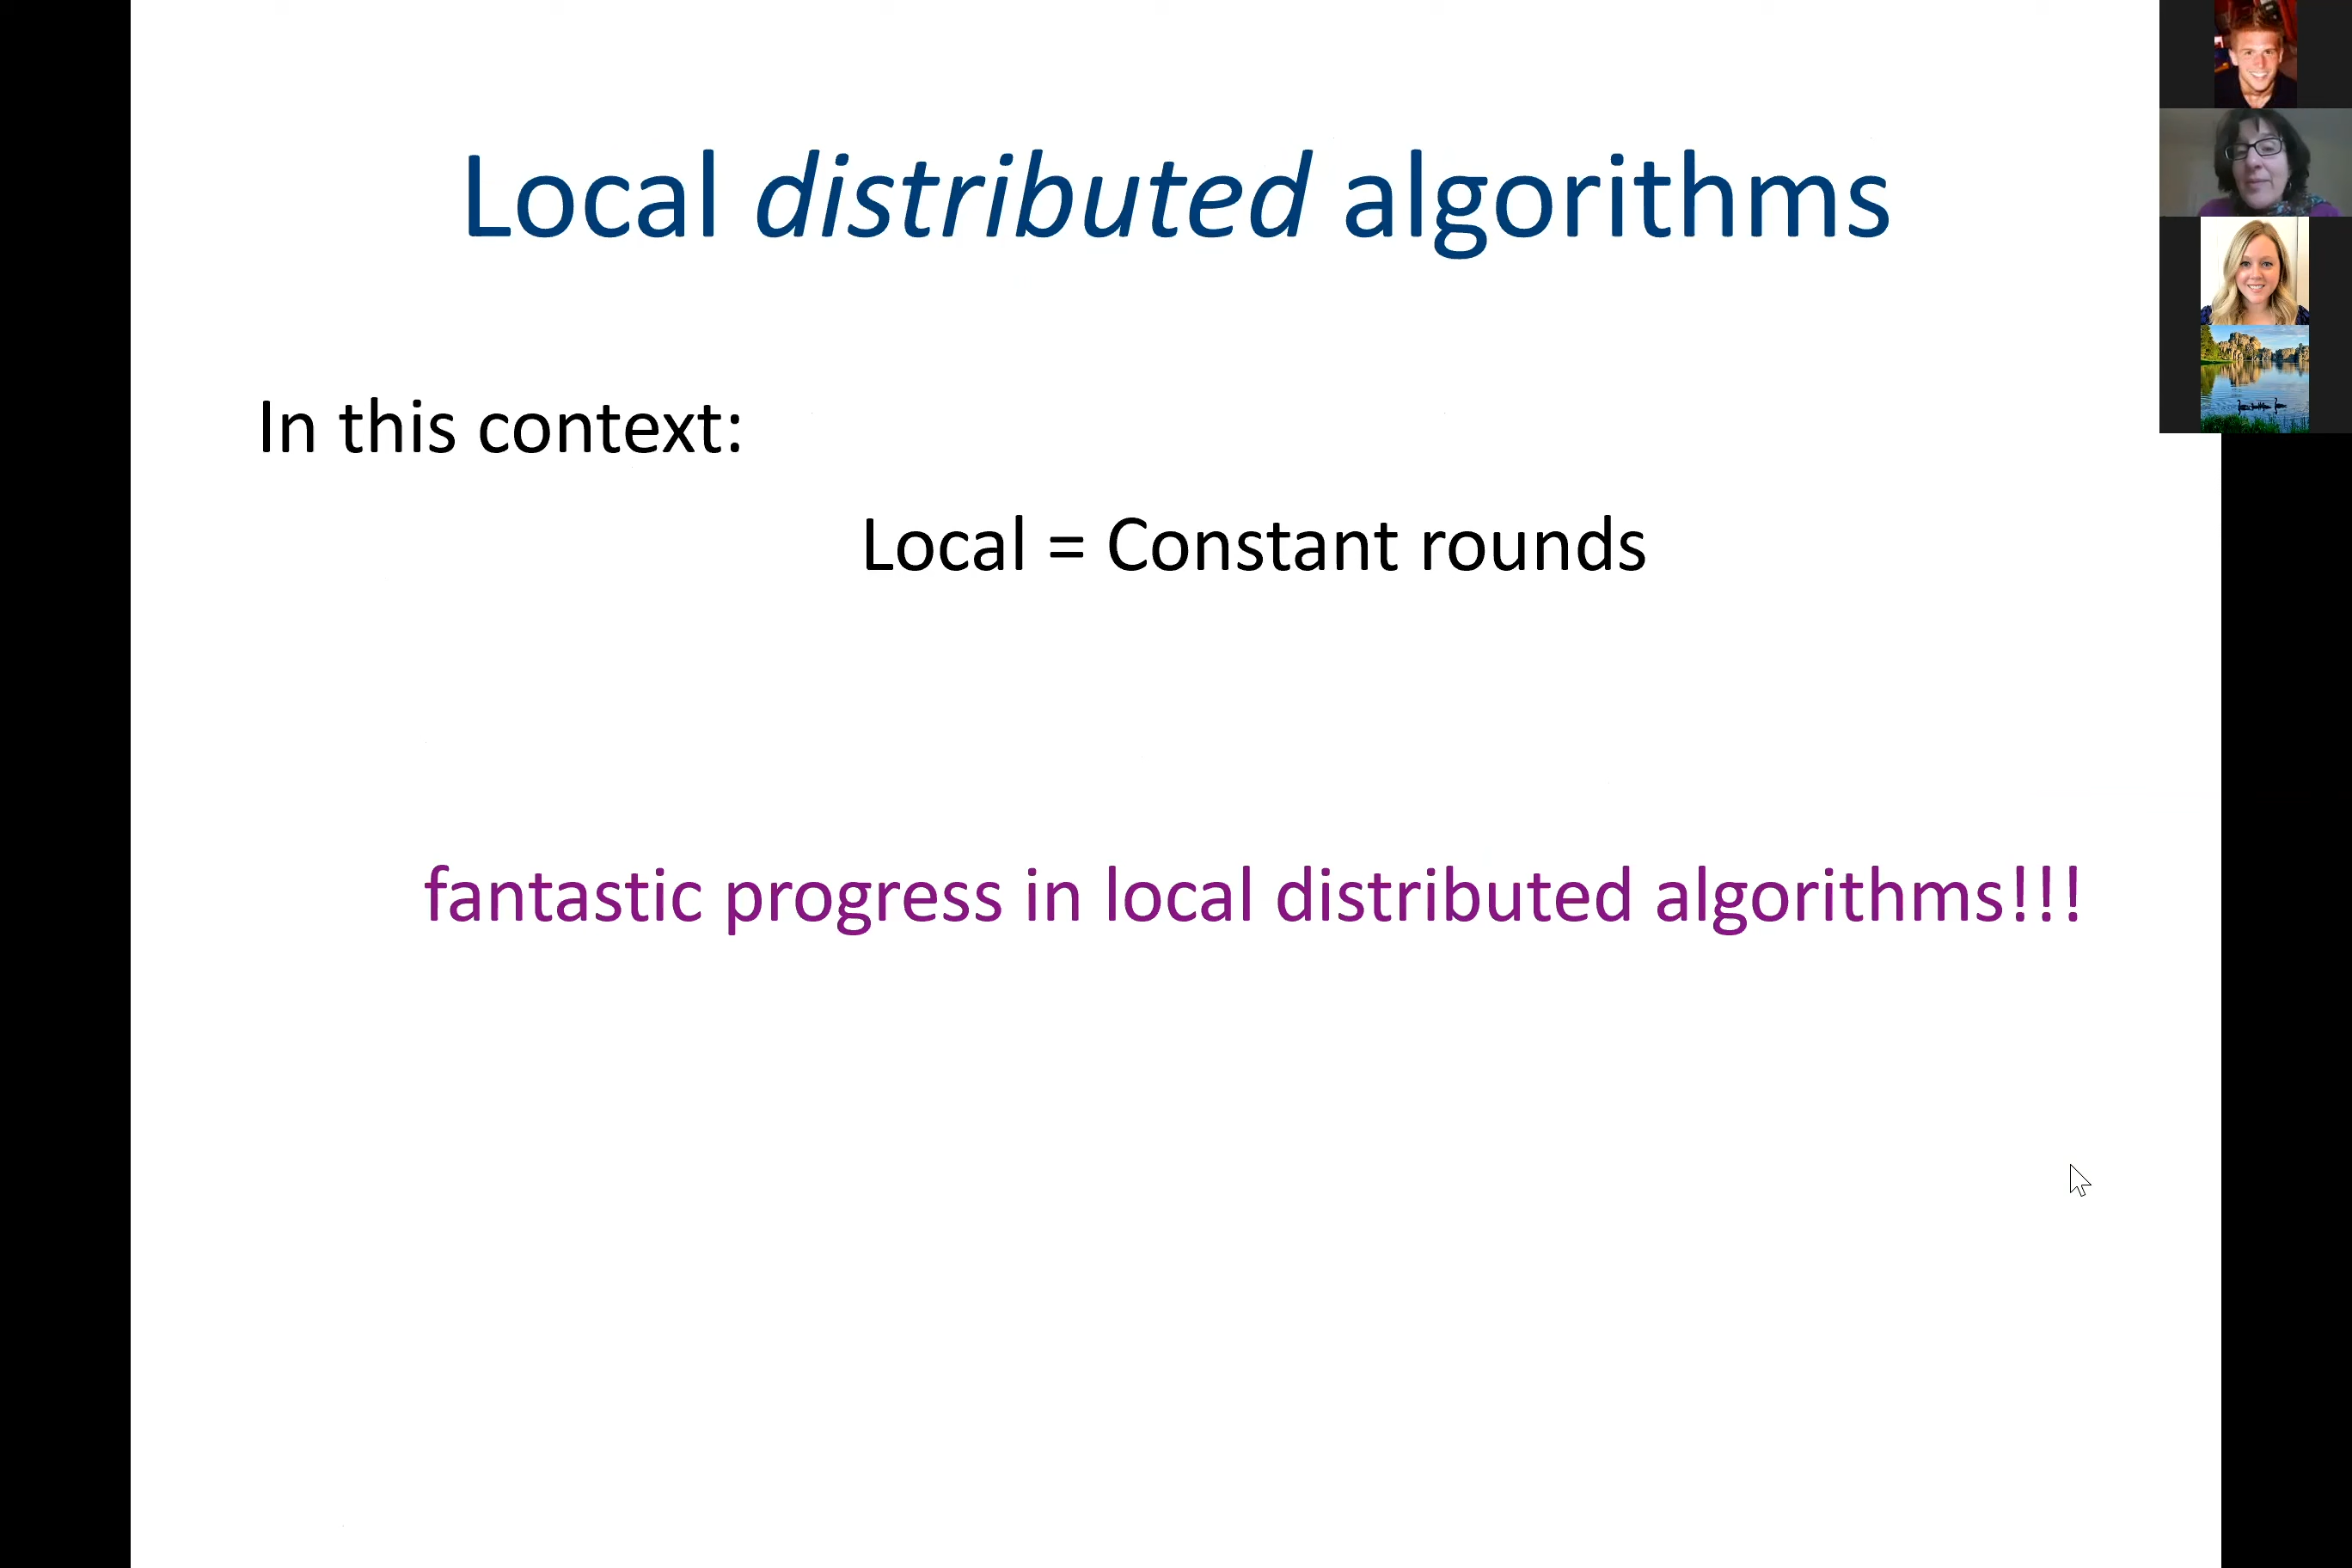 Local distributed algorithms
In this context:
Local = Constant rounds
fantastic progress in local distributed algorithms!!!